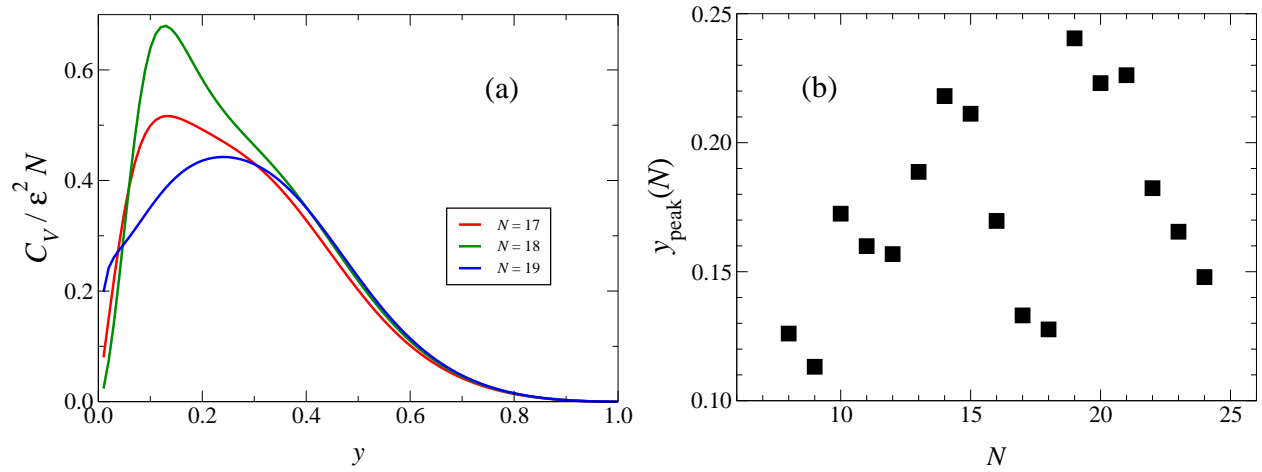 (a)
C_V / ε² N
0.6
0.4
0.2
0.0
N = 17
N = 18
N = 19
0.0 0.2 0.4 0.6 0.8 1.0
y
(b)
y_peak(N)
0.25
0.20
0.15
0.10
10 15 20 25
N